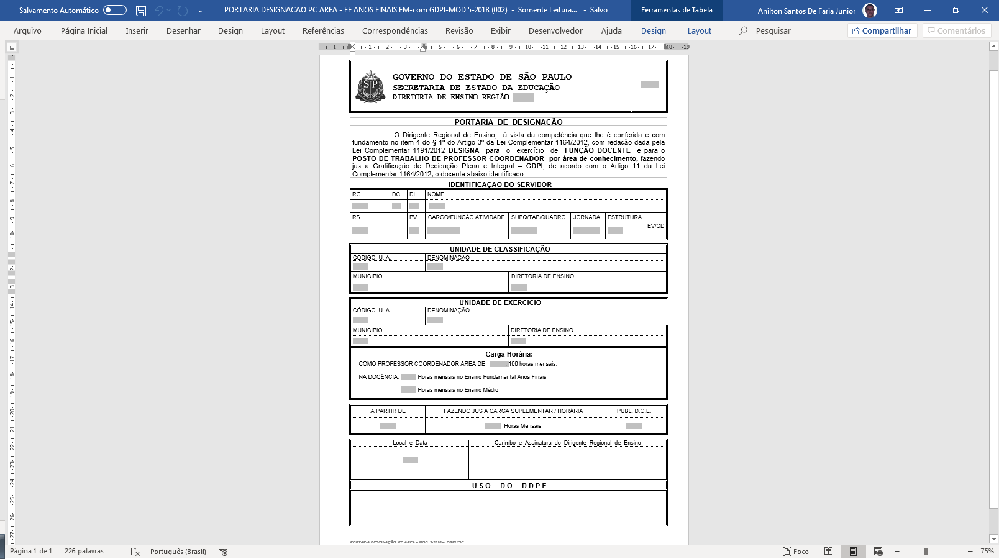 Salvamento Automático
PORTARIA DESIGNACAO PC AREA - EF ANOS FINAIS EM-com GDPI-MOD 5-2018 (002) - Somente Leitura... - Salvo
Ferramentas de Tabela
Anilton Santos De Faria Junior
Arquivo Página Inicial Inserir Desenhar Design Layout Referências Correspondências Revisão Exibir Desenvolvedor Ajuda Design Layout Pesquisar
Compartilhar Comentários
GOVERNO DO ESTADO DE SÃO PAULO
SECRETARIA DE ESTADO DA EDUCAÇÃO
DIRETORIA DE ENSINO REGIÃO
SP
PORTARIA DE DESIGNAÇÃO
O Dirigente Regional de Ensino, à vista da competência que lhe é conferida e com
fundamento no item 4 do § 1º do Artigo 3º da Lei Complementar 1164/2012, com redação dada pela
Lei Complementar 1191/2012 DESIGNA para o exercício de FUNÇÃO DOCENTE e para o
POSTO DE TRABALHO DE PROFESSOR COORDENADOR por área de conhecimento, fazendo
jus a Gratificação de Dedicação Plena e Integral – GDPI, de acordo com o Artigo 11 da Lei
Complementar 1164/2012, o docente abaixo identificado.
IDENTIFICAÇÃO DO SERVIDOR
RG DC DI NOME
RS PV CARGO/FUNÇÃO ATIVIDADE SUBQ/TAB/QUADRO JORNADA ESTRUTURA
EV/CD
UNIDADE DE CLASSIFICAÇÃO
CÓDIGO U. A. DENOMINAÇÃO
MUNICÍPIO DIRETORIA DE ENSINO
UNIDADE DE EXERCÍCIO
CÓDIGO U. A. DENOMINAÇÃO
MUNICÍPIO DIRETORIA DE ENSINO
Carga Horária:
COMO PROFESSOR COORDENADOR ÁREA DE : 100 horas mensais;
NA DOCÊNCIA: Horas mensais no Ensino Fundamental Anos Finais
Horas mensais no Ensino Médio
A PARTIR DE FAZENDO JUS A CARGA SUPLEMENTAR / HORÁRIA PUBL. D.O.E.
Horas Mensais
Local e Data Carimbo e Assinatura do Dirigente Regional de Ensino
USO DO DDPE
PORTARIA DESIGNAÇÃO PC AREA – MOD. 5-2018 – CGRH/SE
Página 1 de 1 226 palavras Português (Brasil) Foco 75%